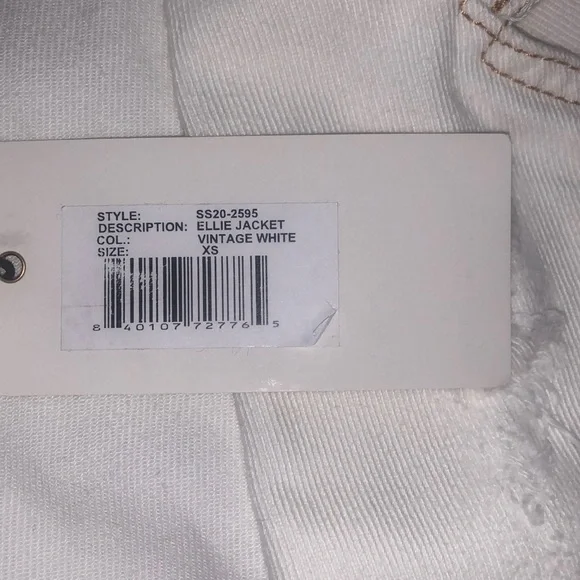 STYLE: SS20-2595
DESCRIPTION: ELLIE JACKET
COL.: VINTAGE WHITE
SIZE: XS
8 40107 72776 5